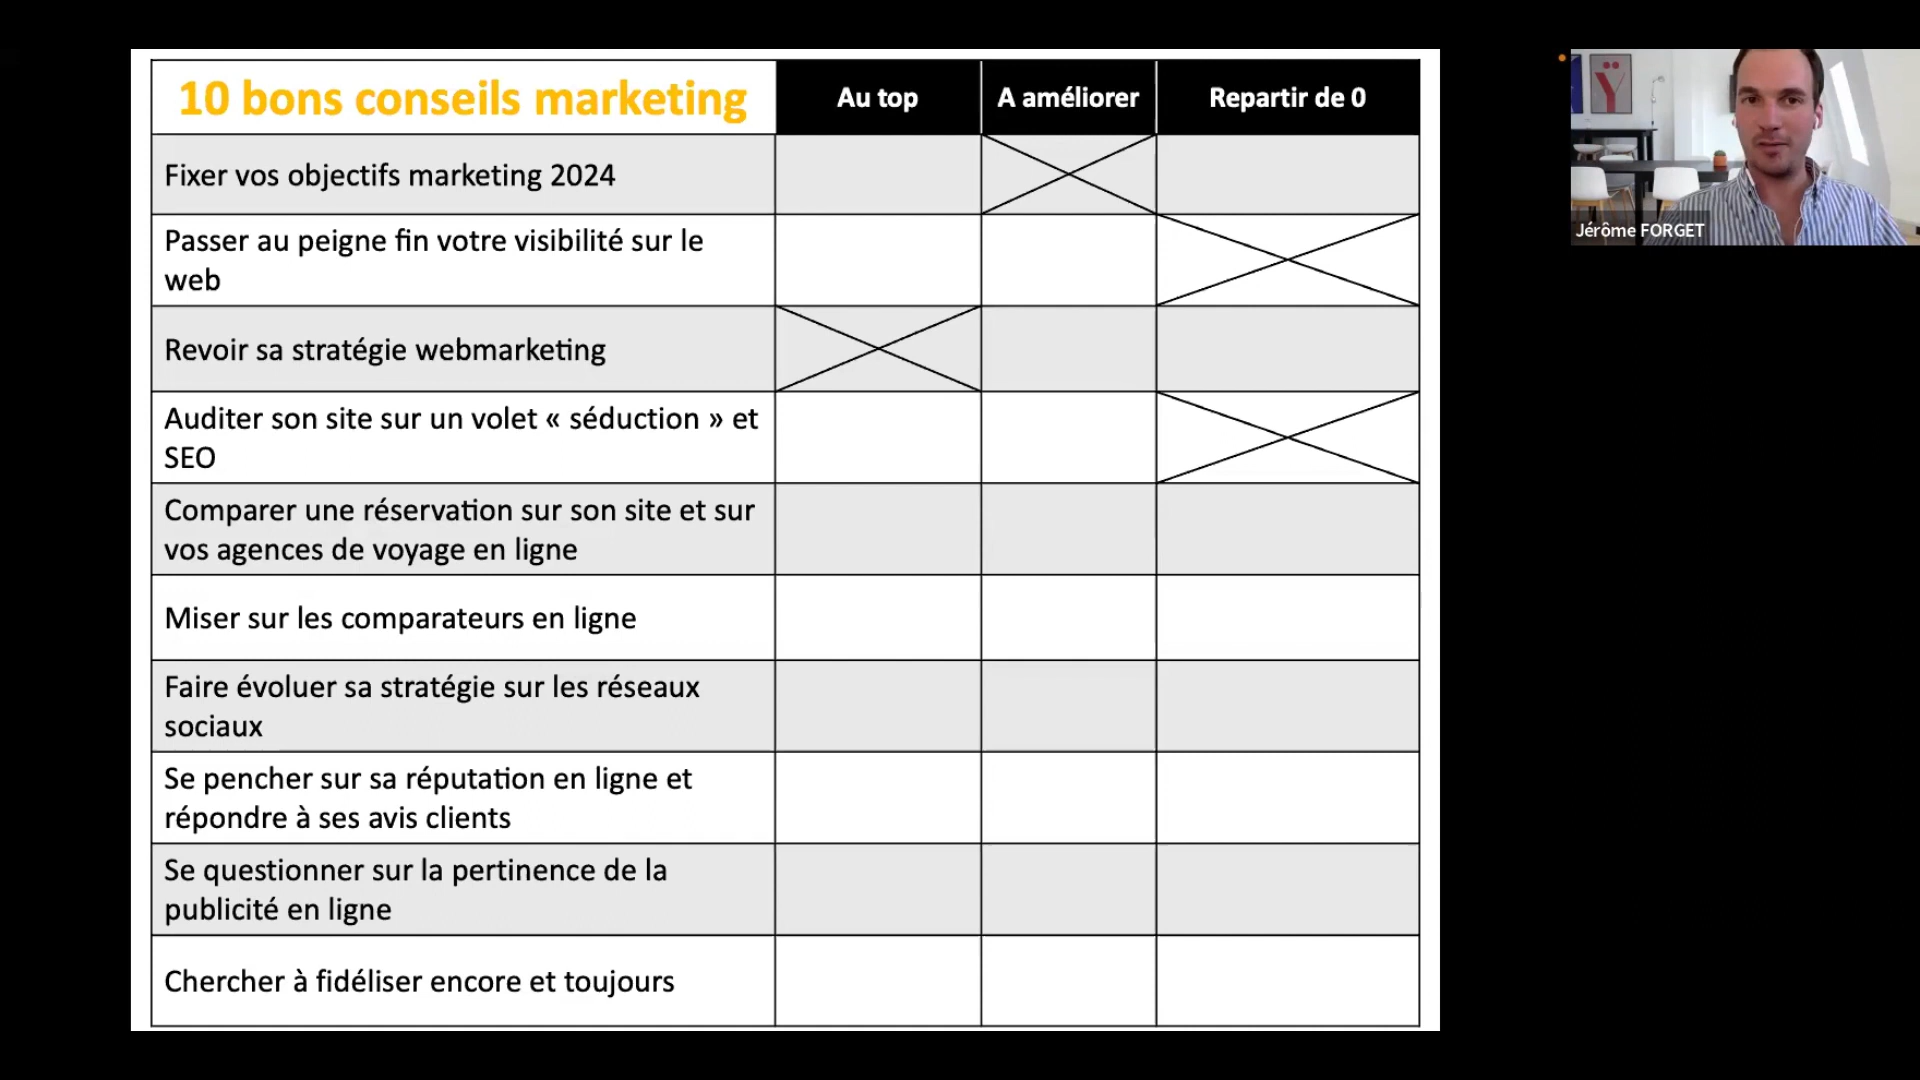 10 bons conseils marketing
Au top
A améliorer
Repartir de 0
Fixer vos objectifs marketing 2024
Passer au peigne fin votre visibilité sur le
web
Revoir sa stratégie webmarketing
Auditer son site sur un volet « séduction » et
SEO
Comparer une réservation sur son site et sur
vos agences de voyage en ligne
Miser sur les comparateurs en ligne
Faire évoluer sa stratégie sur les réseaux
sociaux
Se pencher sur sa réputation en ligne et
répondre à ses avis clients
Se questionner sur la pertinence de la
publicité en ligne
Chercher à fidéliser encore et toujours
Ÿ
Jérôme FORGET